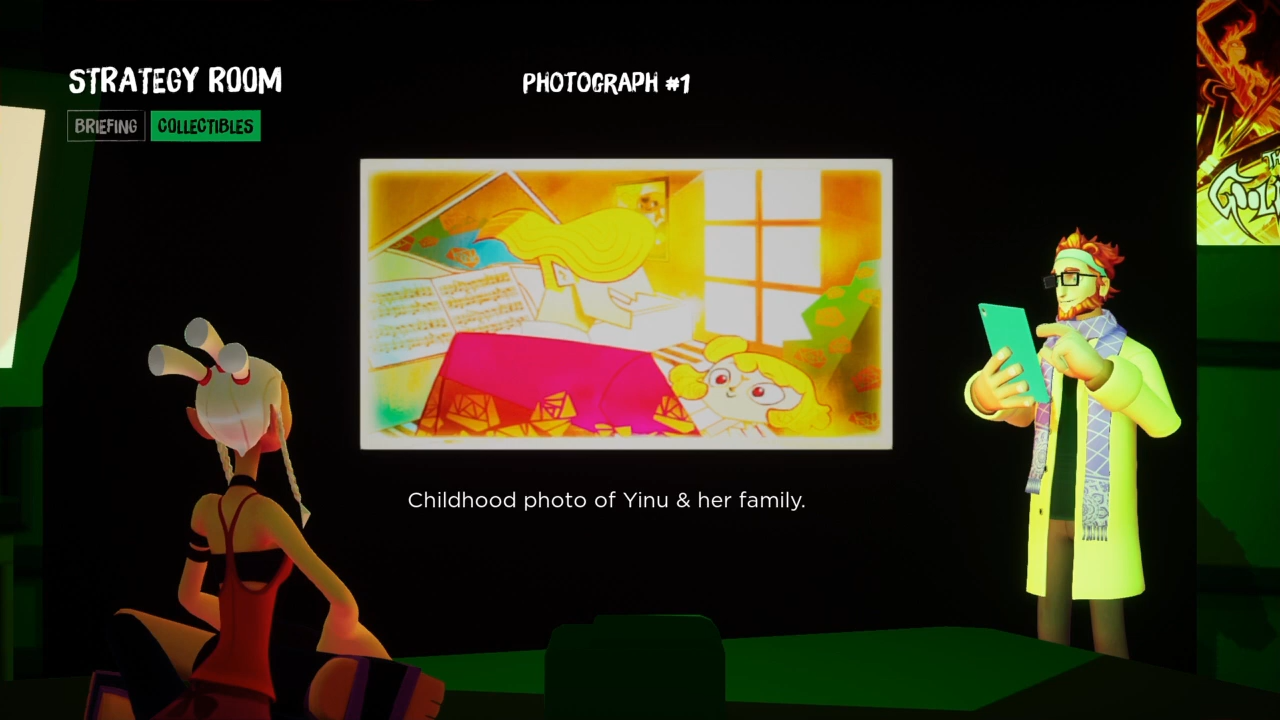 STRATEGY ROOM
PHOTOGRAPH #1
BRIEFING
COLLECTIBLES
Childhood photo of Yinu & her family.